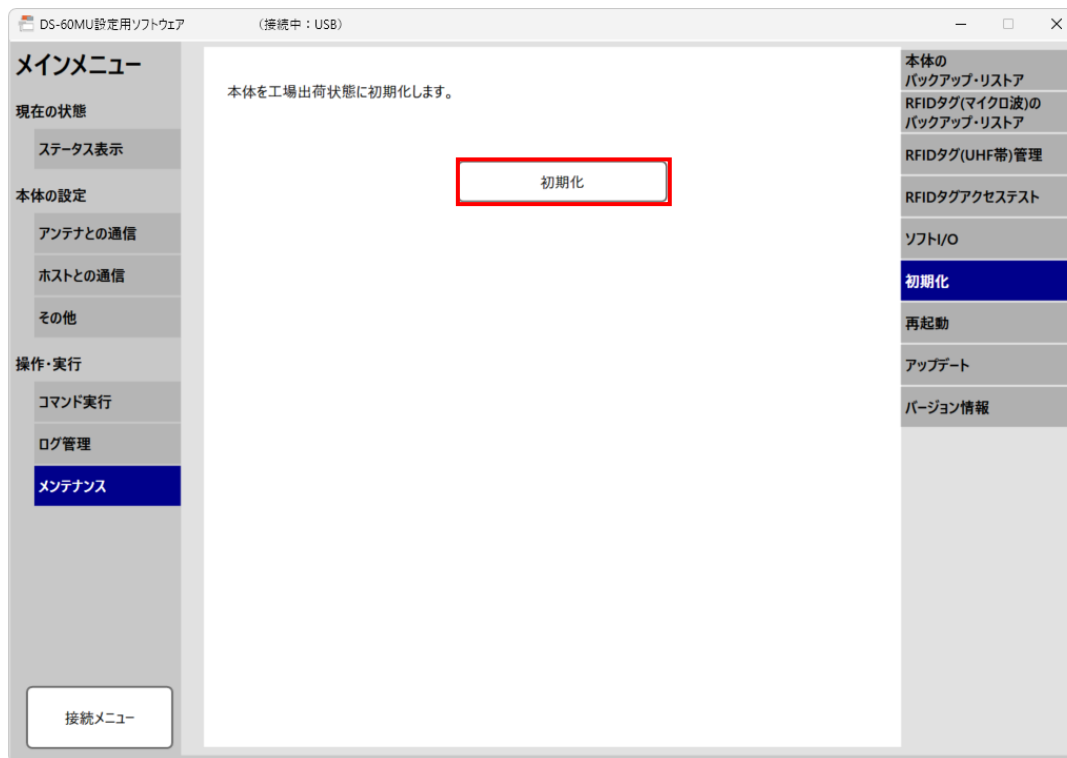 DS-60MU設定用ソフトウェア (接続中：USB)
メインメニュー
現在の状態
ステータス表示
本体の設定
アンテナとの通信
ホストとの通信
その他
操作・実行
コマンド実行
ログ管理
メンテナンス
接続メニュー
本体を工場出荷状態に初期化します。
初期化
本体の
バックアップ・リストア
RFIDタグ(マイクロ波)の
バックアップ・リストア
RFIDタグ(UHF帯)管理
RFIDタグアクセステスト
ソフトI/O
初期化
再起動
アップデート
バージョン情報